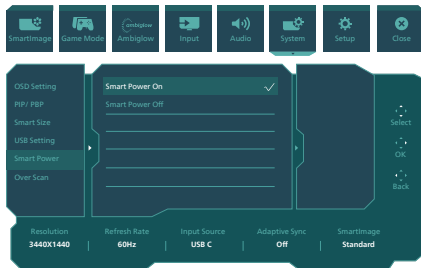 ambiglow
SmartImage Game Mode Ambiglow Input Audio System Setup Close
OSD Setting
PIP/ PBP
Smart Size
USB Setting
Smart Power
Over Scan
Smart Power On
Smart Power Off
Select
OK
Back
Resolution Refresh Rate Input Source Adaptive Sync SmartImage
3440X1440 60Hz USB C Off Standard